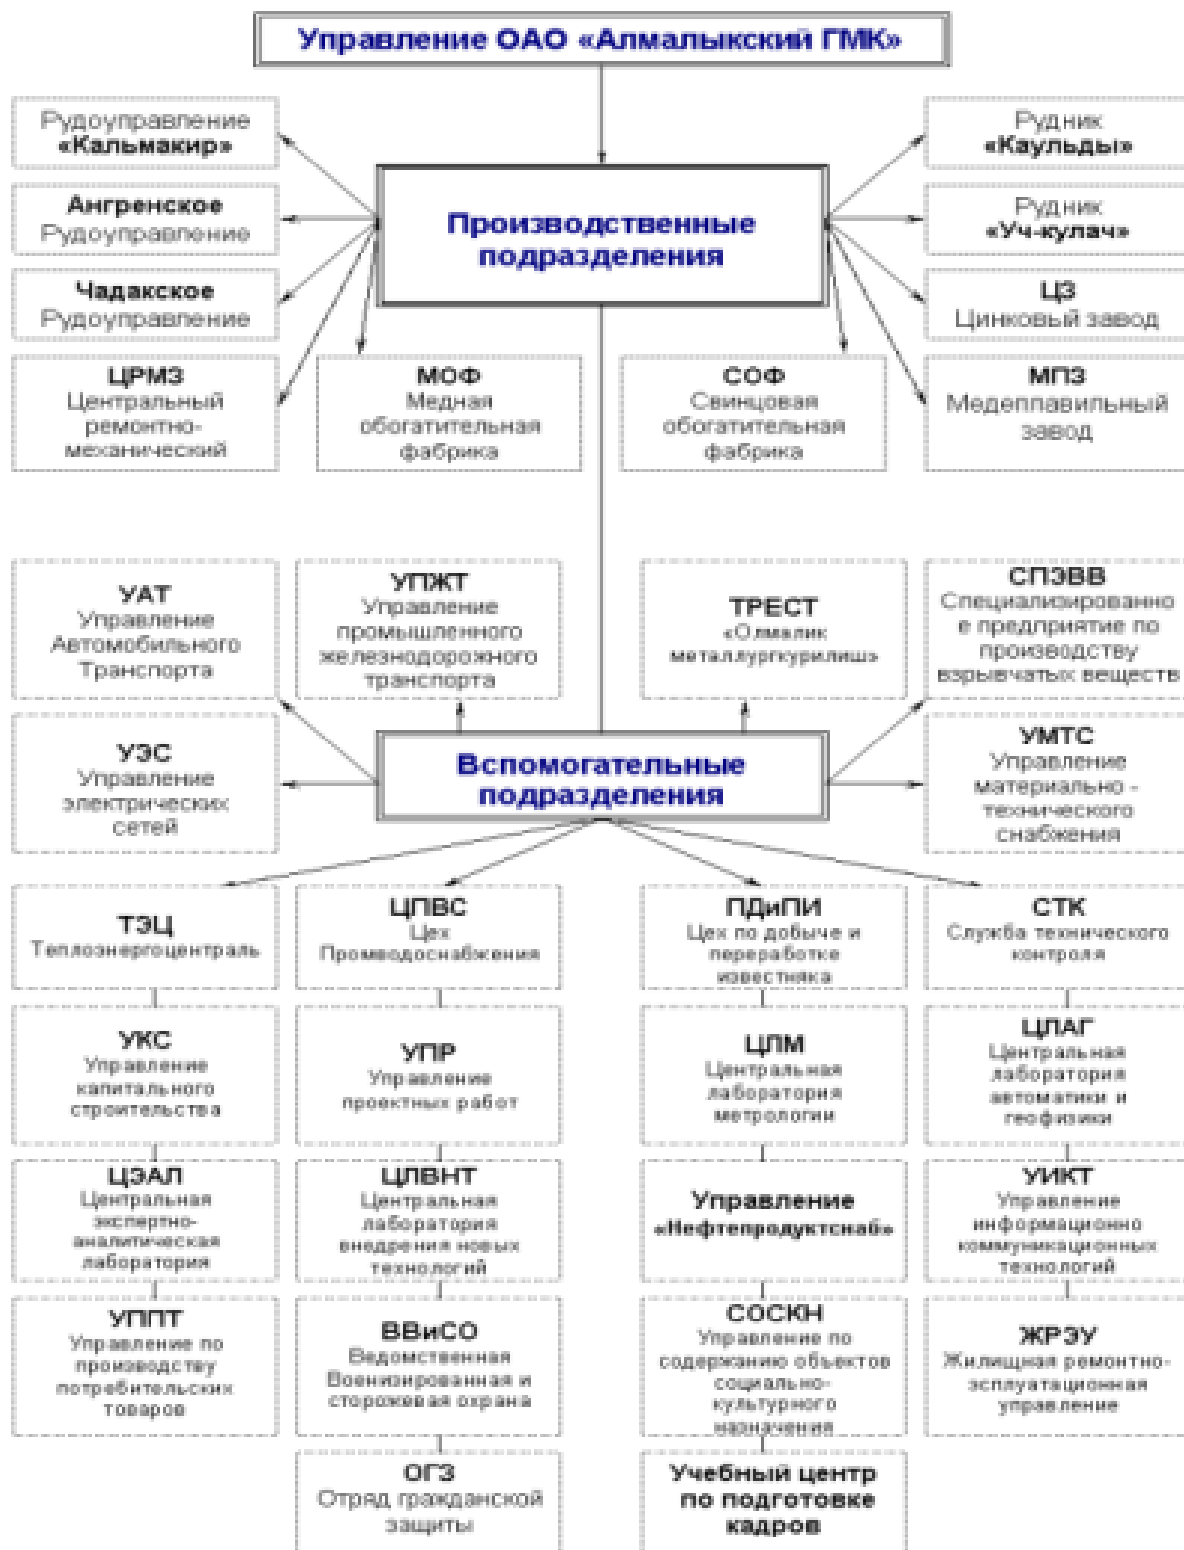 Управление ОАО «Алмалыкский ГМК»
Рудоуправление
«Кальмакир»
Ангренское
Рудоуправление
Чадакское
Рудоуправление
ЦРМЗ
Центральный
ремонтно-
механический
МОФ
Медная
обогатительная
фабрика
Производственные
подразделения
СОФ
Свинцовая
обогатительная
фабрика
Рудник
«Каульды»
Рудник
«Уч-кулач»
ЦЗ
Цинковый завод
МПЗ
Медеплавильный
завод
УАТ
Управление
Автомобильного
Транспорта
УПЖТ
Управление
промышленного
железнодорожного
транспорта
ТРЕСТ
«Олмалик
металлургкурилиш»
СПЭВВ
Специализированно
е предприятие по
производству
взрывчатых веществ
УЭС
Управление
электрических
сетей
Вспомогательные
подразделения
УМТС
Управление
материально -
технического
снабжения
ТЭЦ
Теплоэнергоцентраль
ЦПВС
Цех
Промводоснабжения
ПДиПИ
Цех по добыче и
переработке
известняка
СТК
Служба технического
контроля
УКС
Управление
капитального
строительства
УПР
Управление
проектных работ
ЦЛМ
Центральная
лаборатория
метрологии
ЦЛАГ
Центральная
лаборатория
автоматики и
геофизики
ЦЭАЛ
Центральная
экспертно-
аналитическая
лаборатория
ЦЛВНТ
Центральная
лаборатория
внедрения новых
технологий
Управление
«Нефтепродуктснаб»
УИКТ
Управление
информационно
коммуникационных
технологий
УППТ
Управление по
производству
потребительских
товаров
ВВиСО
Ведомственная
Военизированная и
сторожевая охрана
СОСКН
Управление по
содержанию объектов
социально-
культурного
назначения
ЖРЭУ
Жилищная ремонтно-
эсплуатационная
управление
ОГЗ
Отряд гражданской
защиты
Учебный центр
по подготовке
кадров